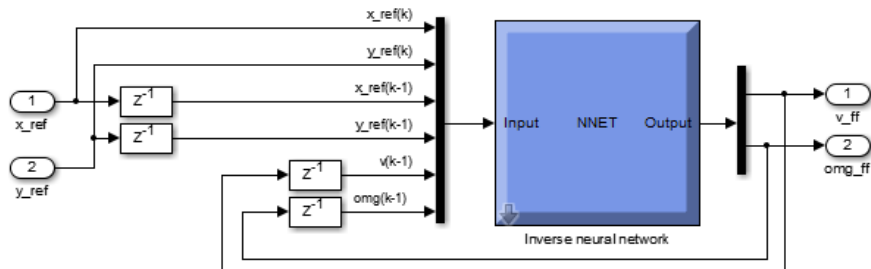 x_ref(k)
y_ref(k)
1
x_ref
z-1
x_ref(k-1)
z-1
y_ref(k-1)
2
y_ref
z-1
v(k-1)
z-1
omg(k-1)
Input
NNET
Output
Inverse neural network
1
v_ff
2
omg_ff